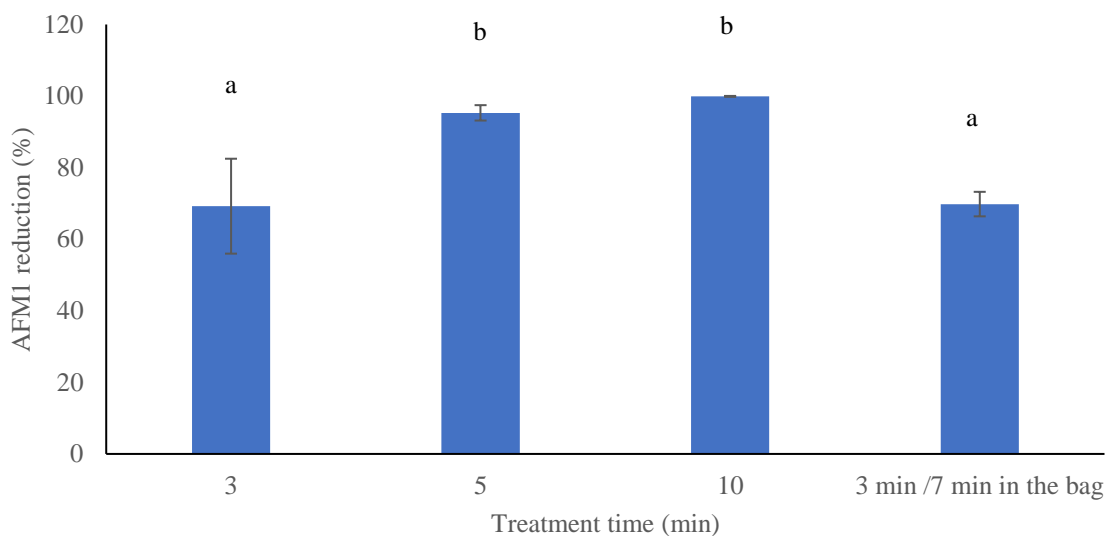 120
100
80
60
40
20
0
AFM1 reduction (%)
a
b
b
a
3
5
10
3 min /7 min in the bag
Treatment time (min)